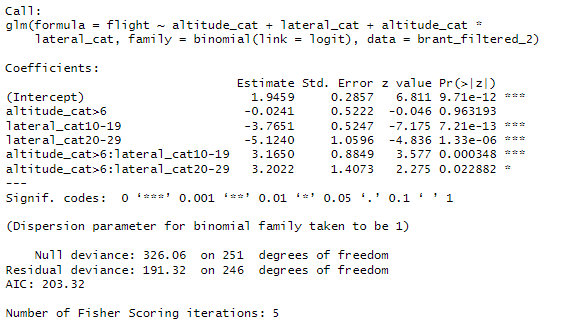 Call:
glm(formula = flight ~ altitude_cat + lateral_cat + altitude_cat *
    lateral_cat, family = binomial(link = logit), data = brant_filtered_2)

Coefficients:
                                Estimate Std. Error z value Pr(>|z|)
(Intercept)                       1.9459     0.2857   6.811 9.71e-12 ***
altitude_cat>6                   -0.0241     0.5222  -0.046 0.963193
lateral_cat10-19                 -3.7651     0.5247  -7.175 7.21e-13 ***
lateral_cat20-29                 -5.1240     1.0596  -4.836 1.33e-06 ***
altitude_cat>6:lateral_cat10-19   3.1650     0.8849   3.577 0.000348 ***
altitude_cat>6:lateral_cat20-29   3.2022     1.4073   2.275 0.022882 *
---
Signif. codes:  0 ‘***’ 0.001 ‘**’ 0.01 ‘*’ 0.05 ‘.’ 0.1 ‘ ’ 1

(Dispersion parameter for binomial family taken to be 1)

    Null deviance: 326.06  on 251  degrees of freedom
Residual deviance: 191.32  on 246  degrees of freedom
AIC: 203.32

Number of Fisher Scoring iterations: 5